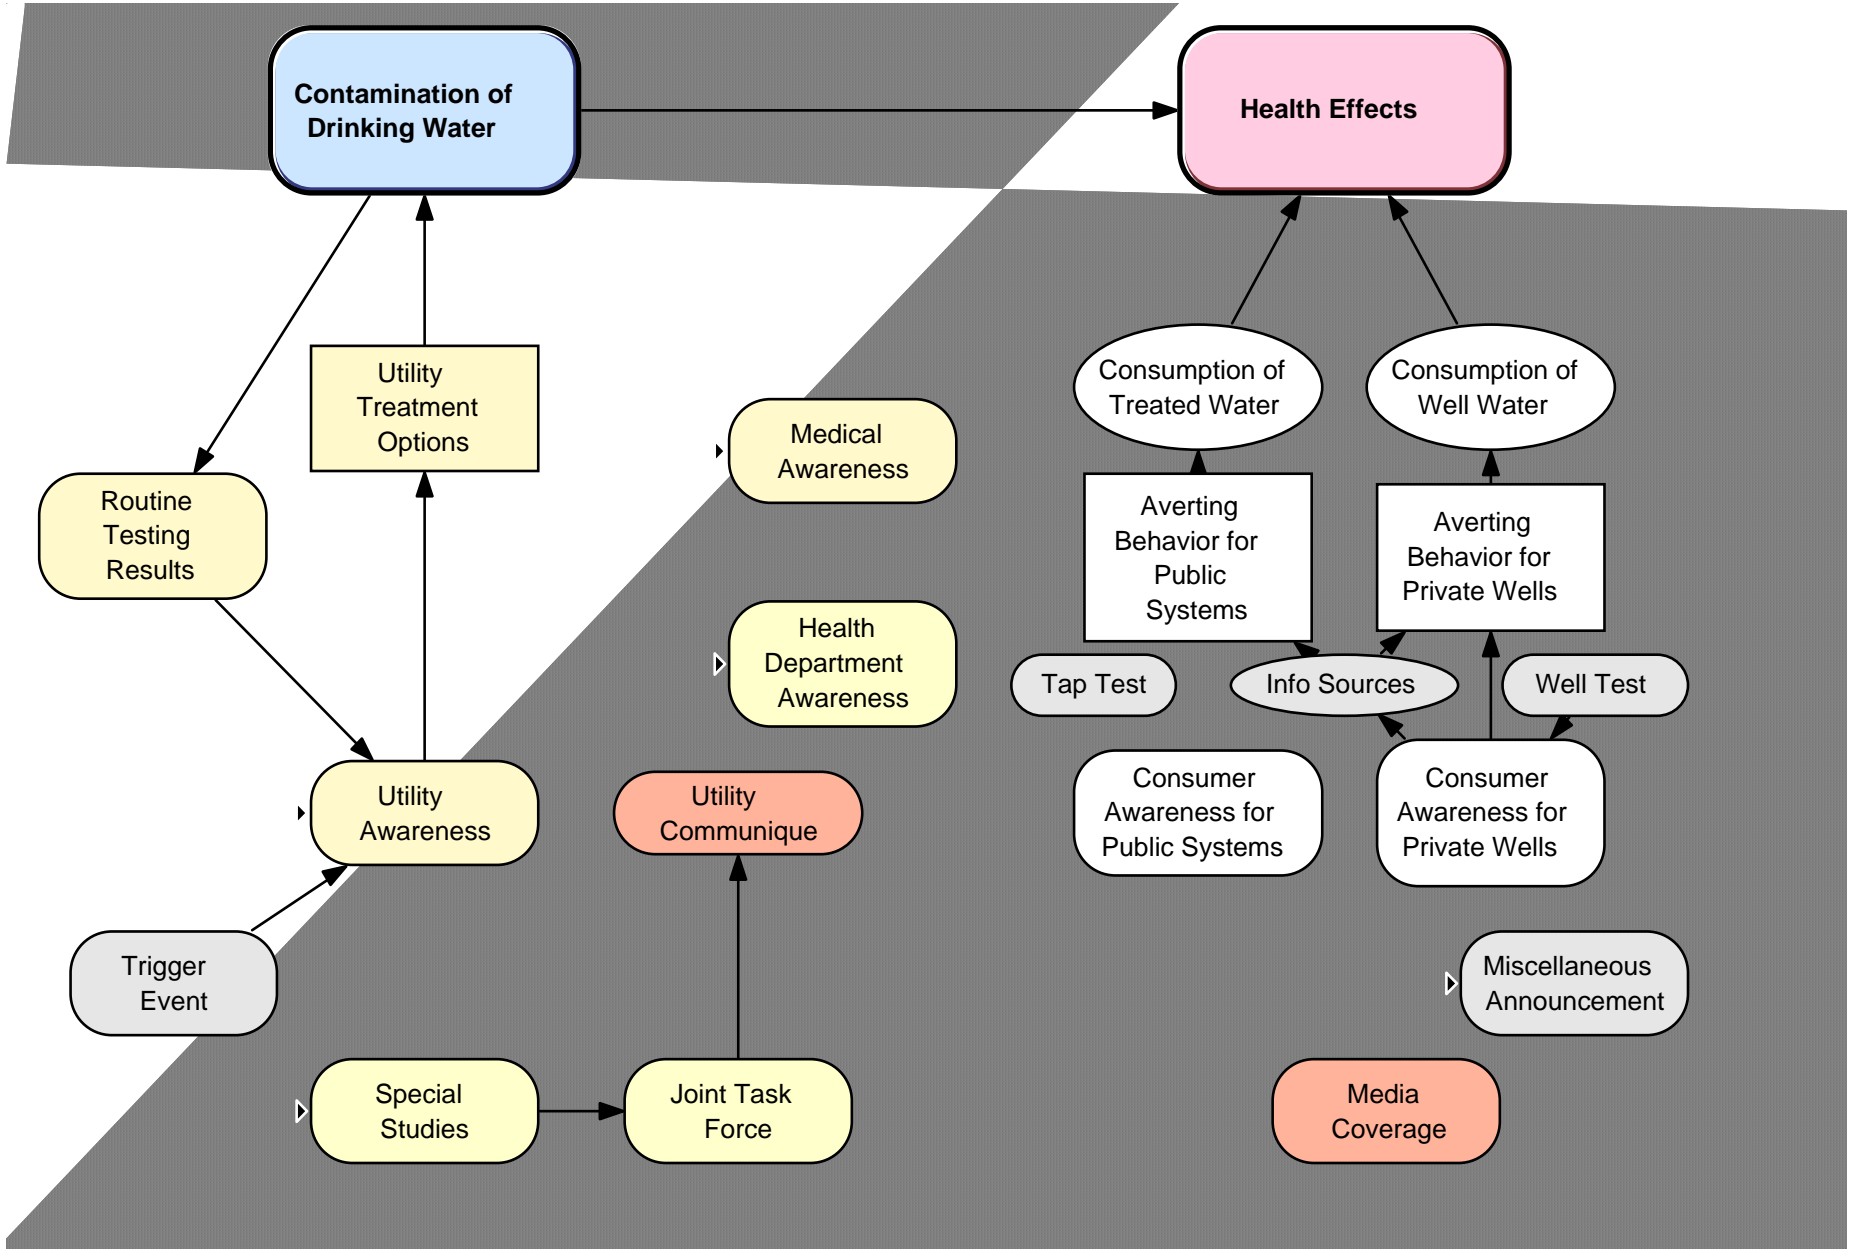 Contamination of
Drinking Water
Health Effects
Utility
Treatment
Options
Consumption of
Treated Water
Consumption of
Well Water
Medical
Awareness
Routine
Testing
Results
Averting
Behavior for
Public
Systems
Averting
Behavior for
Private Wells
Health
Department
Awareness
Tap Test
Info Sources
Well Test
Utility
Awareness
Utility
Communique
Consumer
Awareness for
Public Systems
Consumer
Awareness for
Private Wells
Trigger
Event
Miscellaneous
Announcement
Special
Studies
Joint Task
Force
Media
Coverage